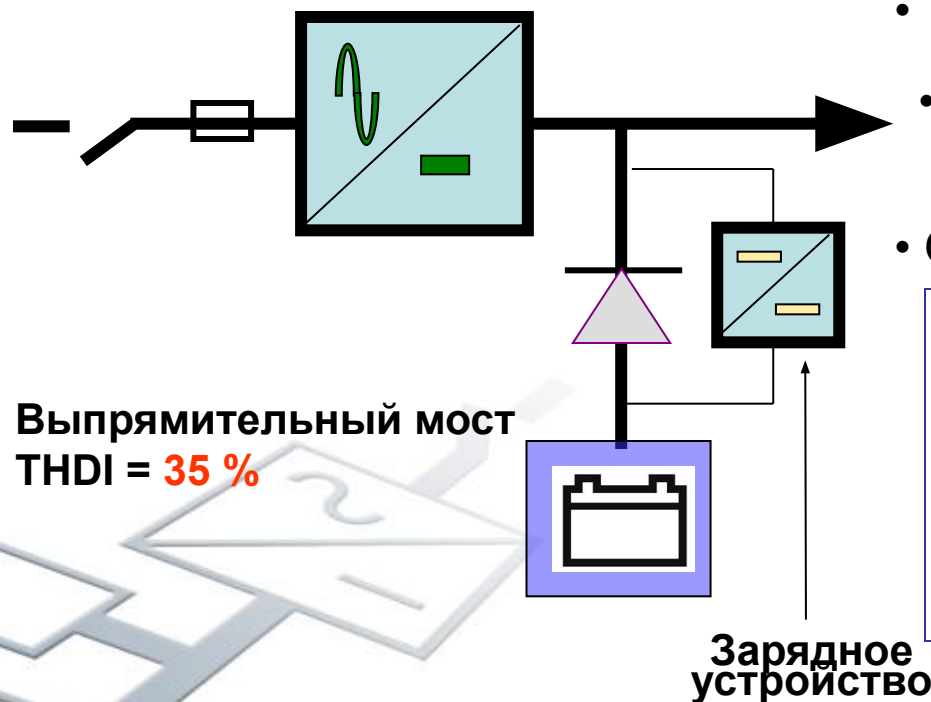 Выпрямительный мост
THDI = 35 %
Зарядное
устройство